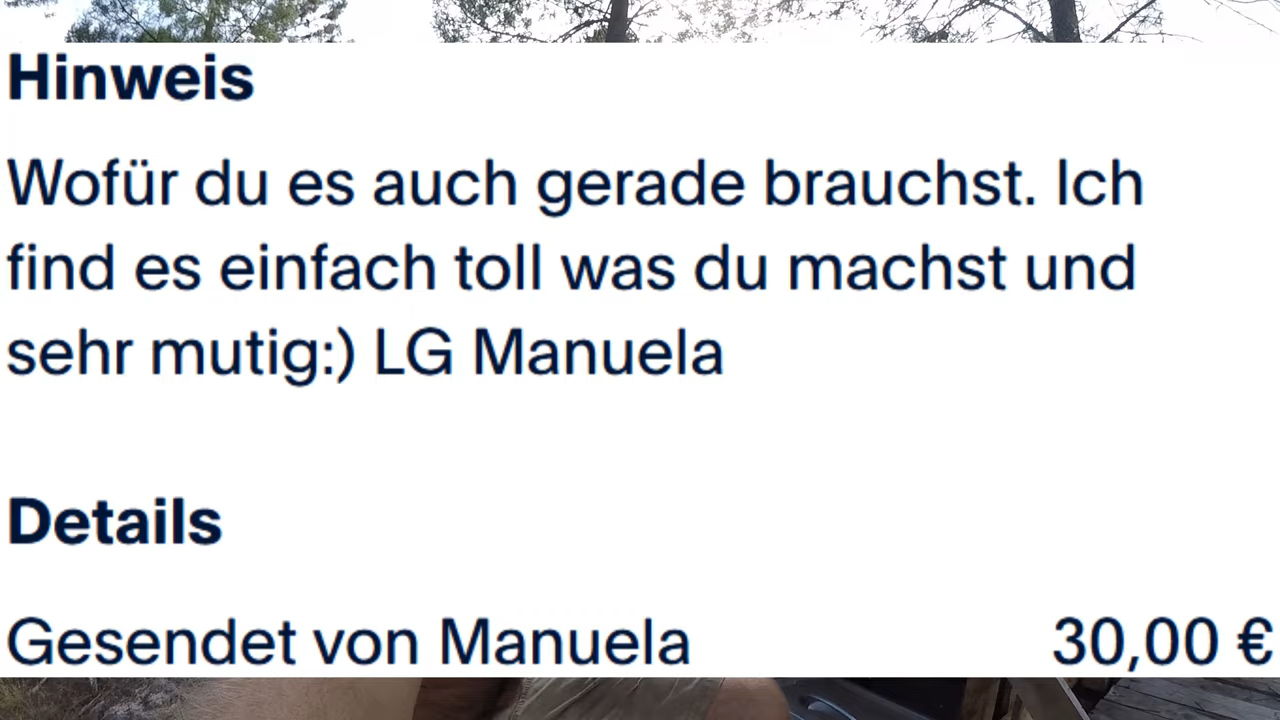 Hinweis
Wofür du es auch gerade brauchst. Ich
find es einfach toll was du machst und
sehr mutig:) LG Manuela
Details
Gesendet von Manuela 30,00 €